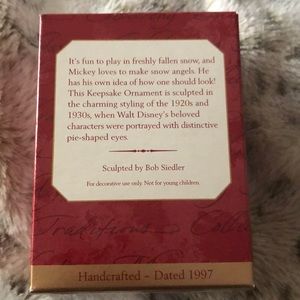 It's fun to play in freshly fallen snow, and
Mickey loves to make snow angels. He
has his own idea of how one should look!
This Keepsake Ornament is sculpted in
the charming styling of the 1920s and
1930s, when Walt Disney's beloved
characters were portrayed with distinctive
pie-shaped eyes.
Sculpted by Bob Siedler
For decorative use only. Not for young children.
Traditions
Handcrafted – Dated 1997